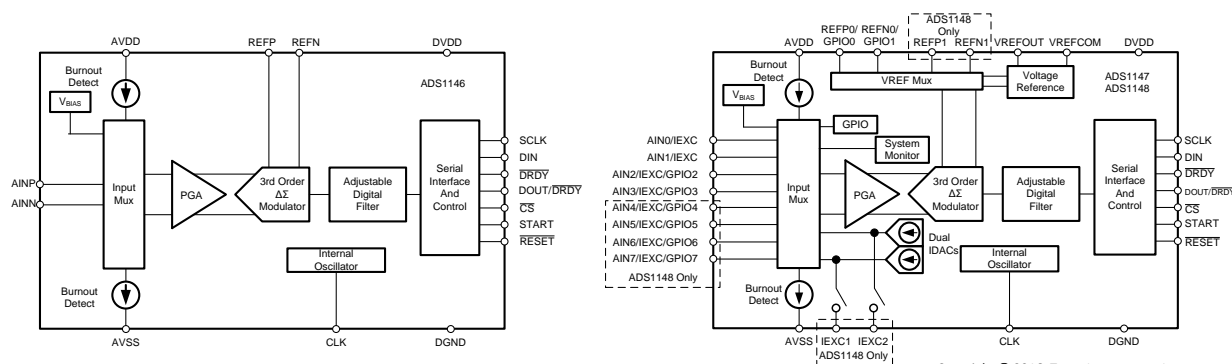 AVDD
REFP REFN
DVDD
Burnout
Detect
ADS1146
VBIAS
SCLK
DIN
DRDY
DOUT/DRDY
CS
START
RESET
AINP
AINN
Input
Mux
PGA
3rd Order
ΔΣ
Modulator
Adjustable
Digital
Filter
Serial
Interface
And
Control
Internal
Oscillator
Burnout
Detect
AVSS
CLK
DGND
ADS1148
Only
REFP0/ REFN0/
AVDD GPIO0 GPIO1 REFP1 REFN1 VREFOUT VREFCOM DVDD
Burnout
Detect
VREF Mux
Voltage
Reference
ADS1147
ADS1148
VBIAS
GPIO
System
Monitor
AIN0/IEXC
AIN1/IEXC
AIN2/IEXC/GPIO2
AIN3/IEXC/GPIO3
AIN4/IEXC/GPIO4
AIN5/IEXC/GPIO5
AIN6/IEXC/GPIO6
AIN7/IEXC/GPIO7
ADS1148 Only
Input
Mux
PGA
3rd Order
ΔΣ
Modulator
Adjustable
Digital
Filter
Serial
Interface
And
Control
SCLK
DIN
DRDY
DOUT/DRDY
CS
START
RESET
Dual
IDACs
Internal
Oscillator
Burnout
Detect
AVSS IEXC1 IEXC2 CLK DGND
ADS1148 Only